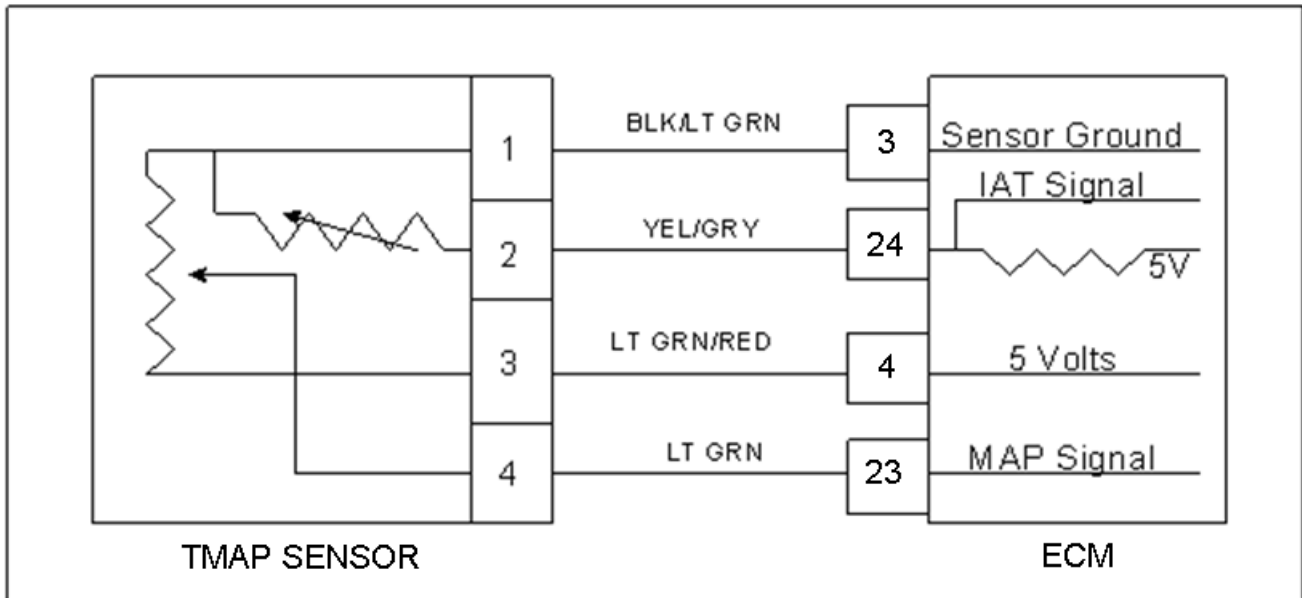 1 BLK/LT GRN 3 Sensor Ground
IAT Signal
2 YEL/GRY 24 5V
3 LT GRN/RED 4 5 Volts
4 LT GRN 23 MAP Signal
TMAP SENSOR ECM